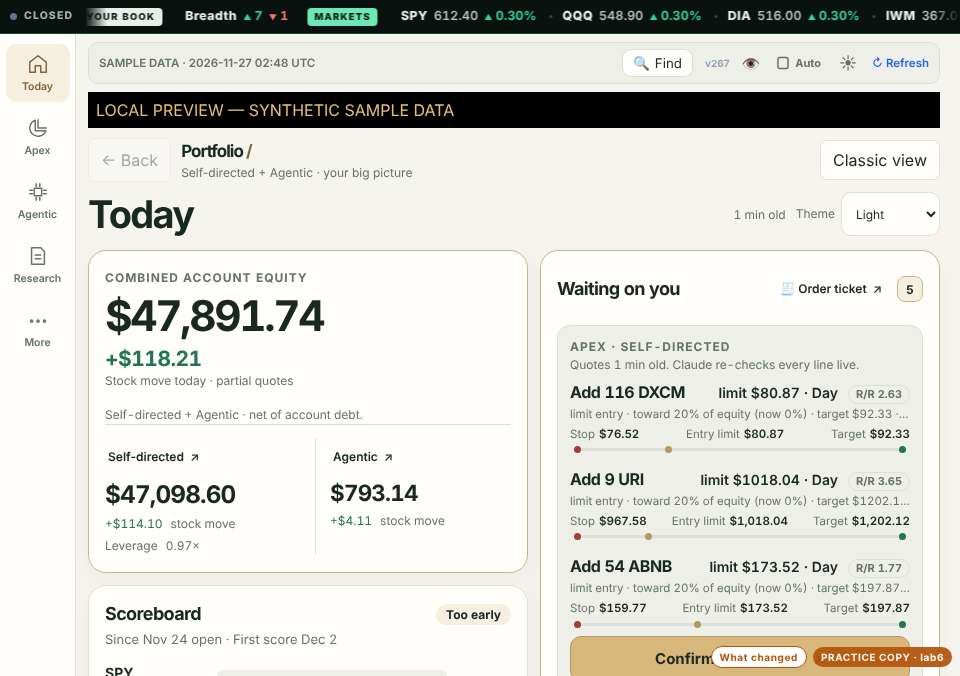 CLOSED YOUR BOOK Breadth ▲ 7 ▼ 1 MARKETS SPY 612.40 ▲ 0.30% · QQQ 548.90 ▲ 0.30% · DIA 516.00 ▲ 0.30% · IWM 367.0
SAMPLE DATA · 2026-11-27 02:48 UTC
🔍 Find v267 Auto Refresh
LOCAL PREVIEW — SYNTHETIC SAMPLE DATA
Today
Apex
Agentic
Research
More
← Back
Portfolio /
Self-directed + Agentic · your big picture
Classic view
Today
1 min old Theme Light
COMBINED ACCOUNT EQUITY
$47,891.74
+$118.21
Stock move today · partial quotes
Self-directed + Agentic · net of account debt.
Self-directed ↗
$47,098.60
+$114.10 stock move
Leverage 0.97×
Agentic ↗
$793.14
+$4.11 stock move
Scoreboard
Too early
Since Nov 24 open · First score Dec 2
SPY
Waiting on you
🧾 Order ticket ↗ 5
APEX · SELF-DIRECTED
Quotes 1 min old. Claude re-checks every line live.
Add 116 DXCM limit $80.87 · Day R/R 2.63
limit entry · toward 20% of equity (now 0%) · target $92.33 ·...
Stop $76.52 Entry limit $80.87 Target $92.33
Add 9 URI limit $1018.04 · Day R/R 3.65
limit entry · toward 20% of equity (now 0%) · target $1202.1...
Stop $967.58 Entry limit $1,018.04 Target $1,202.12
Add 54 ABNB limit $173.52 · Day R/R 1.77
limit entry · toward 20% of equity (now 0%) · target $197.87...
Stop $159.77 Entry limit $173.52 Target $197.87
Confirm
What changed
PRACTICE COPY · lab6